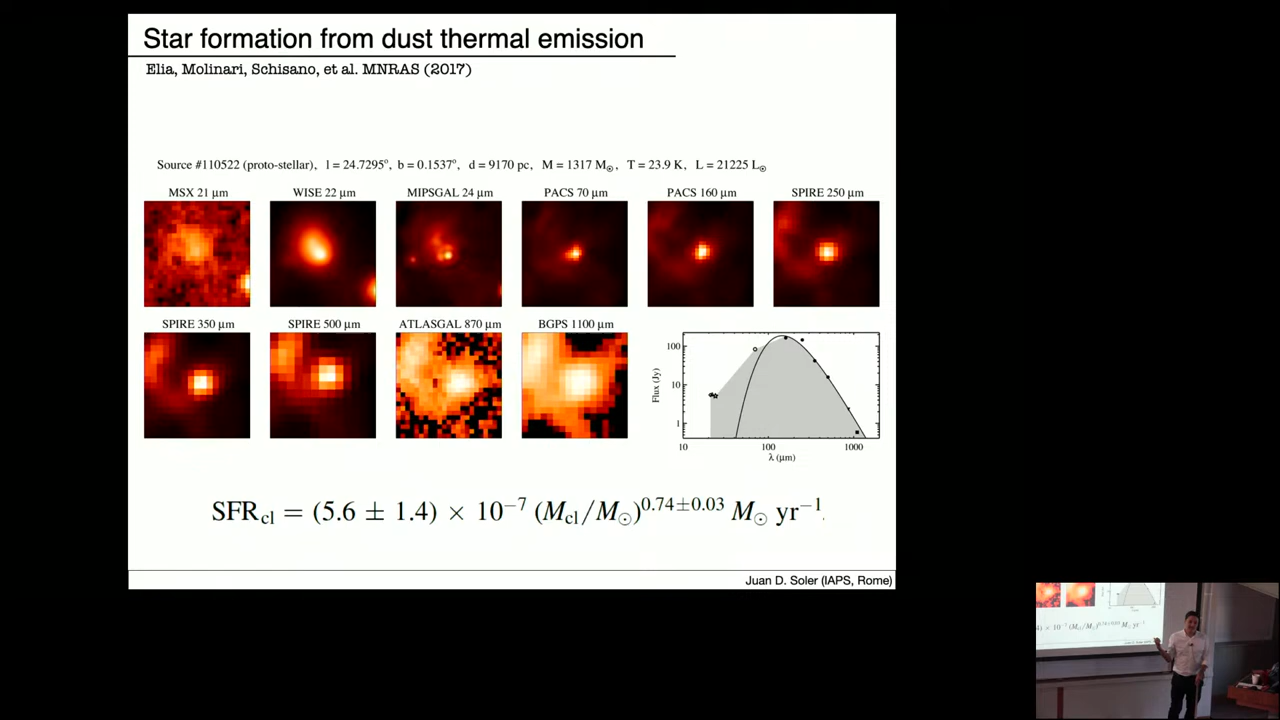 Star formation from dust thermal emission
Elia, Molinari, Schisano, et al. MNRAS (2017)
Source #110522 (proto-stellar), l = 24.7295°, b = 0.1537°, d = 9170 pc, M = 1317 M☉, T = 23.9 K, L = 21225 L☉
MSX 21 μm WISE 22 μm MIPSGAL 24 μm PACS 70 μm PACS 160 μm SPIRE 250 μm
SPIRE 350 μm SPIRE 500 μm ATLASGAL 870 μm BGPS 1100 μm
100
10
1
Flux (Jy)
10 100 1000
λ (μm)
SFR_cl = (5.6 ± 1.4) × 10⁻⁷ (M_cl/M☉)^0.74±0.03 M☉ yr⁻¹
Juan D. Soler (IAPS, Rome)